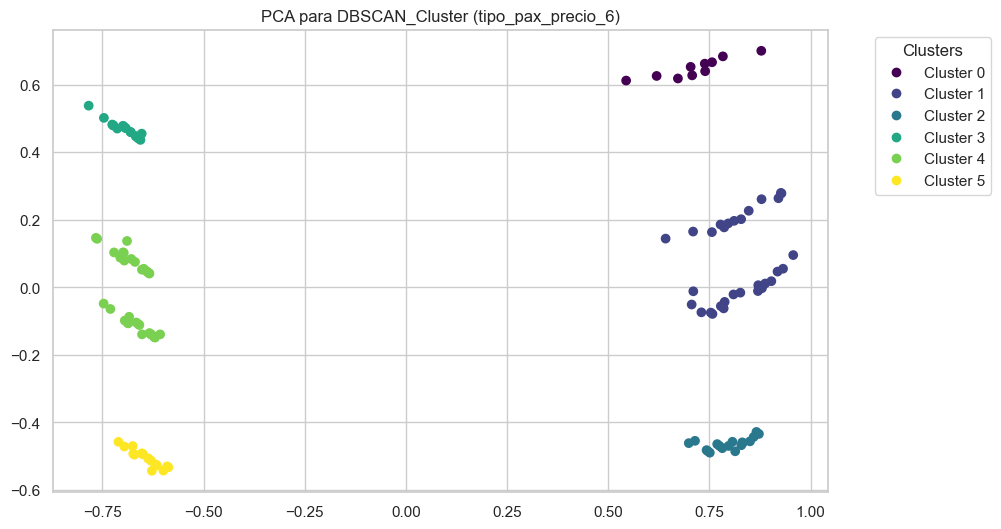 PCA para DBSCAN_Cluster (tipo_pax_precio_6)
Clusters
Cluster 0
Cluster 1
Cluster 2
Cluster 3
Cluster 4
Cluster 5
0.6
0.4
0.2
0.0
−0.2
−0.4
−0.6
−0.75 −0.50 −0.25 0.00 0.25 0.50 0.75 1.00